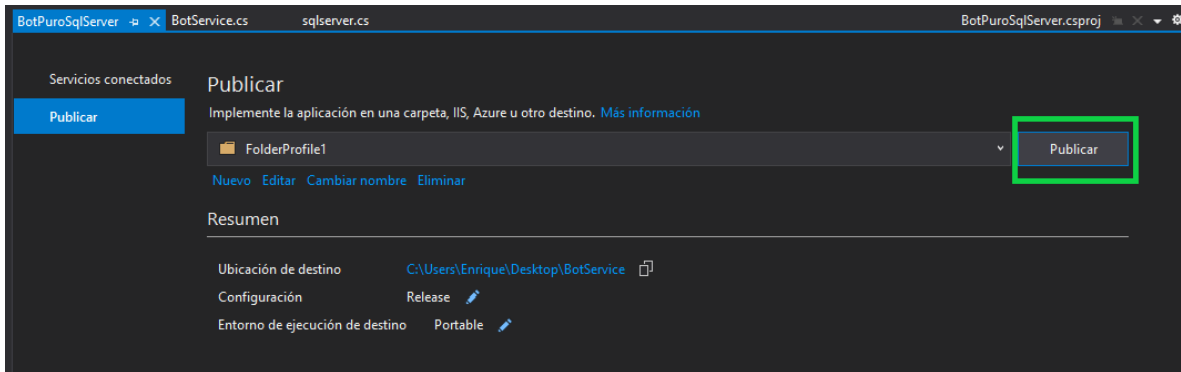 BotPuroSqlServer BotService.cs sqlserver.cs BotPuroSqlServer.csproj
Servicios conectados
Publicar
Publicar
Implemente la aplicación en una carpeta, IIS, Azure u otro destino. Más información
FolderProfile1 Publicar
Nuevo Editar Cambiar nombre Eliminar
Resumen
Ubicación de destino C:\Users\Enrique\Desktop\BotService
Configuración Release
Entorno de ejecución de destino Portable